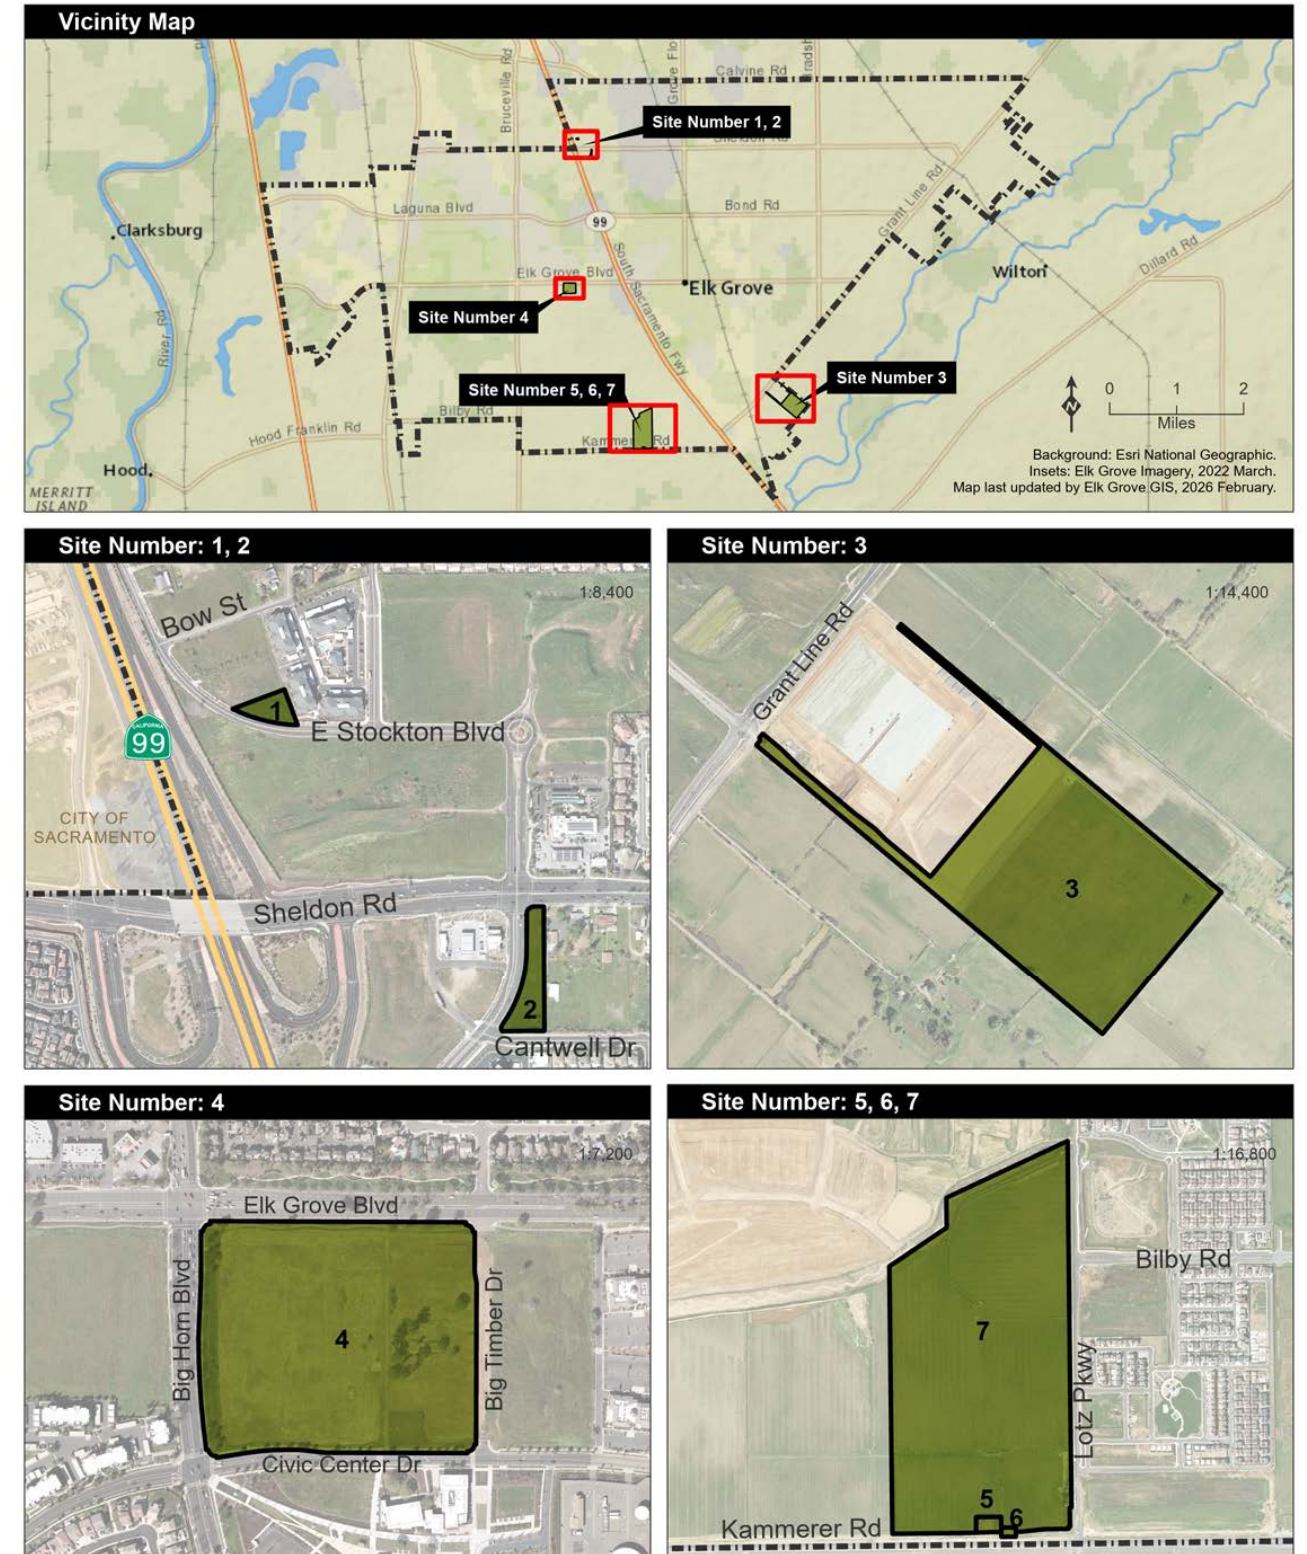 Vicinity Map
Bruceville Rd
Calvine Rd
Site Number 1, 2
Grant Line Rd
Laguna Blvd
Bond Rd
99
Clarksburg
Elk Grove Blvd
South Sacramento Fwy
Elk Grove
Wilton
Dillard Rd
Site Number 4
River Rd
Site Number 5, 6, 7
Site Number 3
Bilby Rd
Hood Franklin Rd
Rd
Hood
MERRITT
ISLAND
N
0 1 2
Miles
Background: Esri National Geographic.
Insets: Elk Grove Imagery, 2022 March.
Map last updated by Elk Grove GIS, 2026 February.
Site Number: 1, 2
1:8,400
Bow St
1
E Stockton Blvd
CALIFORNIA
99
CITY OF
SACRAMENTO
Sheldon Rd
2
Cantwell Dr
Site Number: 3
1:14,400
Grant Line Rd
3
Site Number: 4
1:7,200
Elk Grove Blvd
Big Horn Blvd
4
Big Timber Dr
Civic Center Dr
Site Number: 5, 6, 7
1:16,800
Bilby Rd
7
Lotz Pkwy
5
6
Kammerer Rd